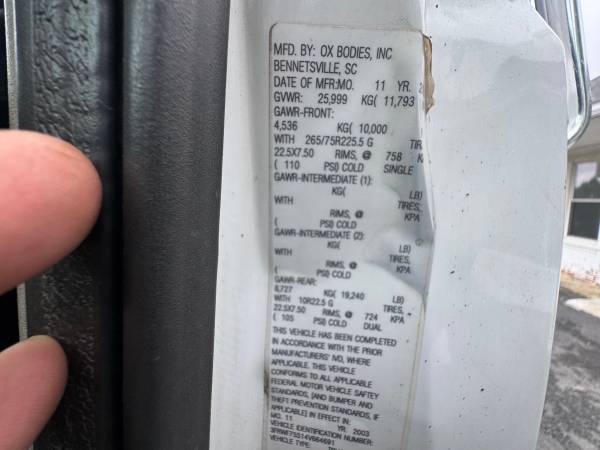 MFD. BY: OX BODIES, INC
BENNETSVILLE, SC
DATE OF MFR:MO. 11 YR. 2
GVWR: 25,999 KG( 11,793
GAWR-FRONT:
4,536 KG( 10,000
WITH 265/75R225.5 G TIR
22.5X7.50 RIMS, @ 758 K
( 110 PSI) COLD SINGLE
GAWR-INTERMEDIATE (1):
KG( LB)
WITH TIRES,
RIMS, @ KPA
( PSI) COLD
GAWR-INTERMEDIATE (2):
KG( LB)
WITH TIRES,
RIMS, @ KPA
( PSI) COLD
GAWR-REAR:
8,727 KG( 19,240 LB)
WITH 10R22.5 G TIRES,
22.5X7.50 RIMS, @ 724 KPA
( 105 PSI) COLD DUAL
THIS VEHICLE HAS BEEN COMPLETED
IN ACCORDANCE WITH THE PRIOR
MANUFACTURERS' IVD, WHERE
APPLICABLE. THIS VEHICLE
CONFORMS TO ALL APPLICABLE
FEDERAL MOTOR VEHICLE SAFTEY
STANDARDS, [AND BUMPER AND
THEFT PREVENTION STANDARDS, IF
APPLICABLE] IN EFFECT IN:
MO. 11 YR. 2003
VEHICLE IDENTIFICATION NUMBER:
3FRWF75S14V664691
VEHICLE TYPE: